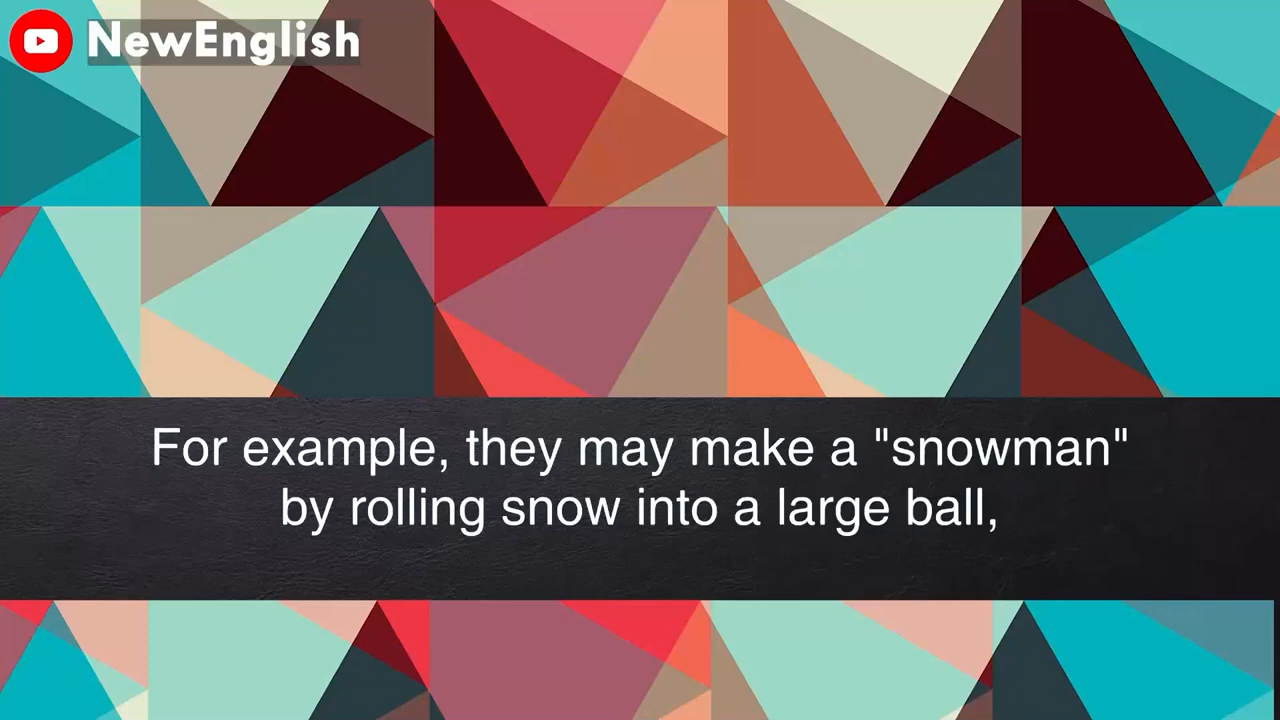 NewEnglish
For example, they may make a "snowman"
by rolling snow into a large ball,